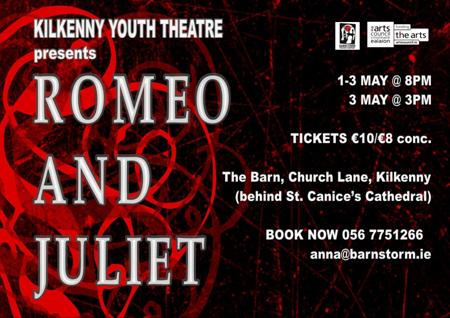 KILKENNY YOUTH THEATRE
presents
ROMEO
AND
JULIET
the arts
council
ealaíon
funding
the arts
1-3 MAY @ 8PM
3 MAY @ 3PM
TICKETS €10/€8 conc.
The Barn, Church Lane, Kilkenny
(behind St. Canice's Cathedral)
BOOK NOW 056 7751266
anna@barnstorm.ie